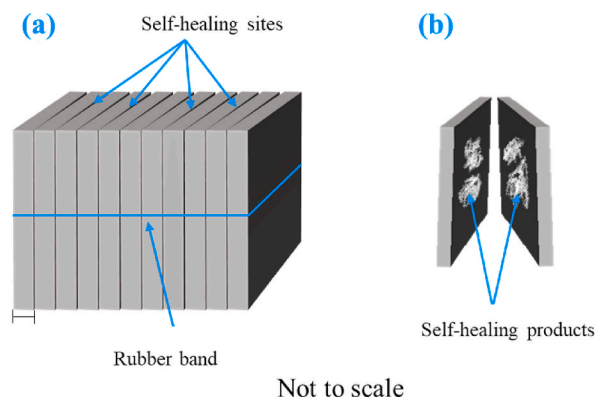 (a)
Self-healing sites
(b)
Rubber band
Self-healing products
Not to scale